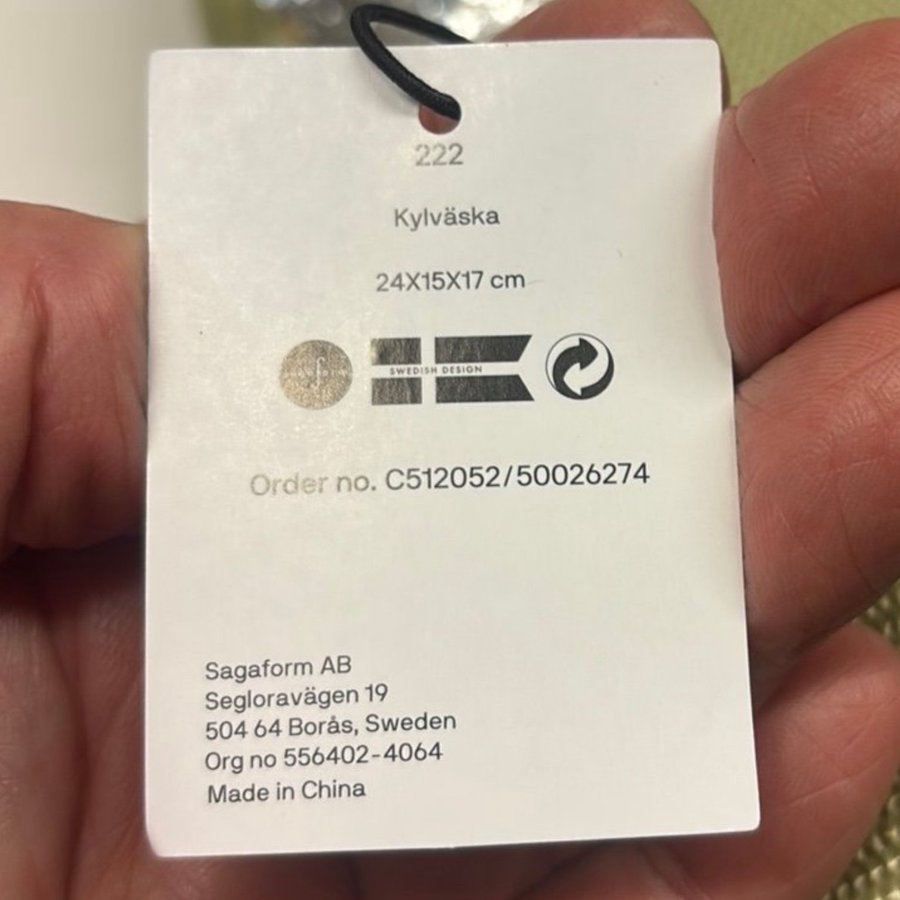 222
Kylväska
24X15X17 cm
SWEDISH DESIGN
Order no. C512052/50026274
Sagaform AB
Segloravägen 19
504 64 Borås, Sweden
Org no 556402-4064
Made in China